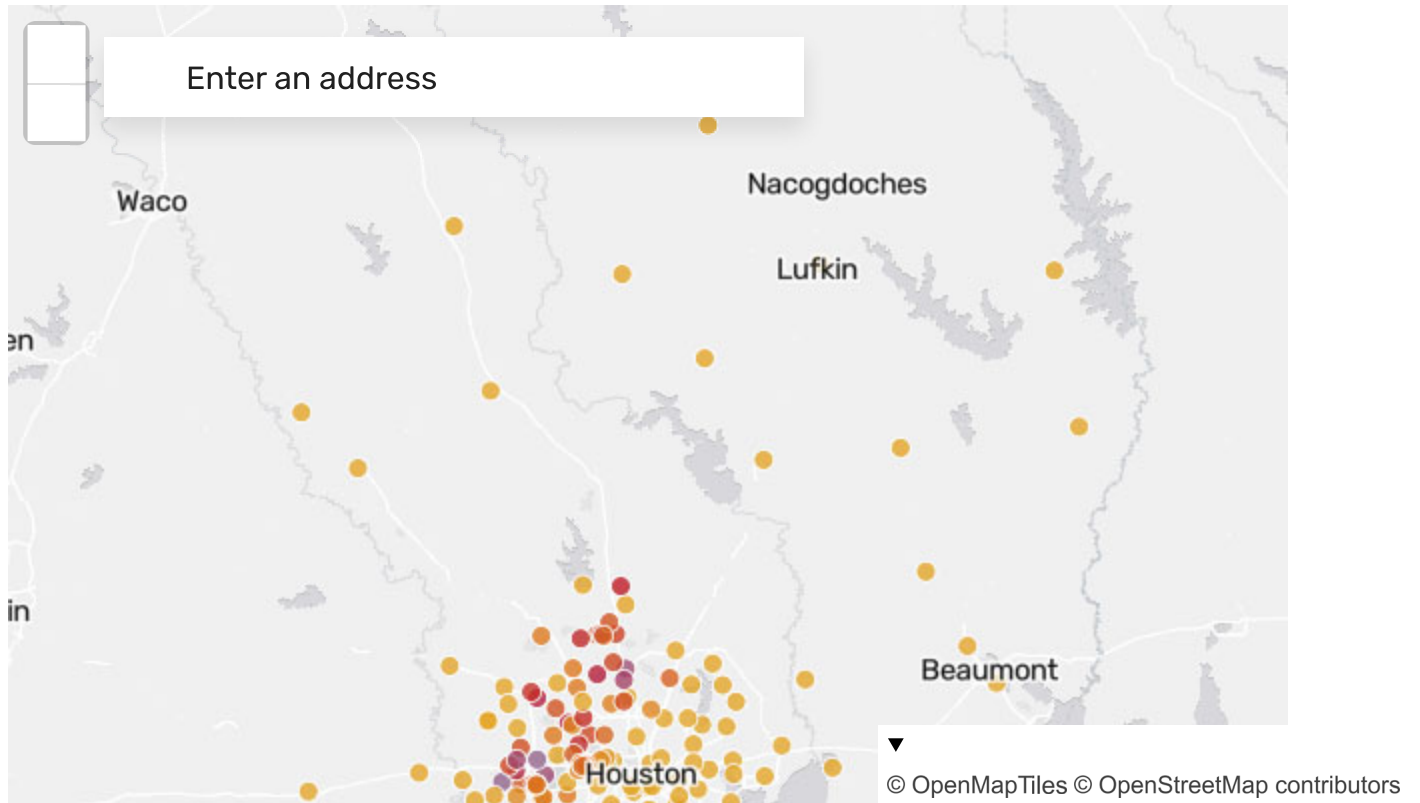 Enter an address
Nacogdoches
Waco
Lufkin
en
in
Beaumont
Houston
© OpenMapTiles © OpenStreetMap contributors